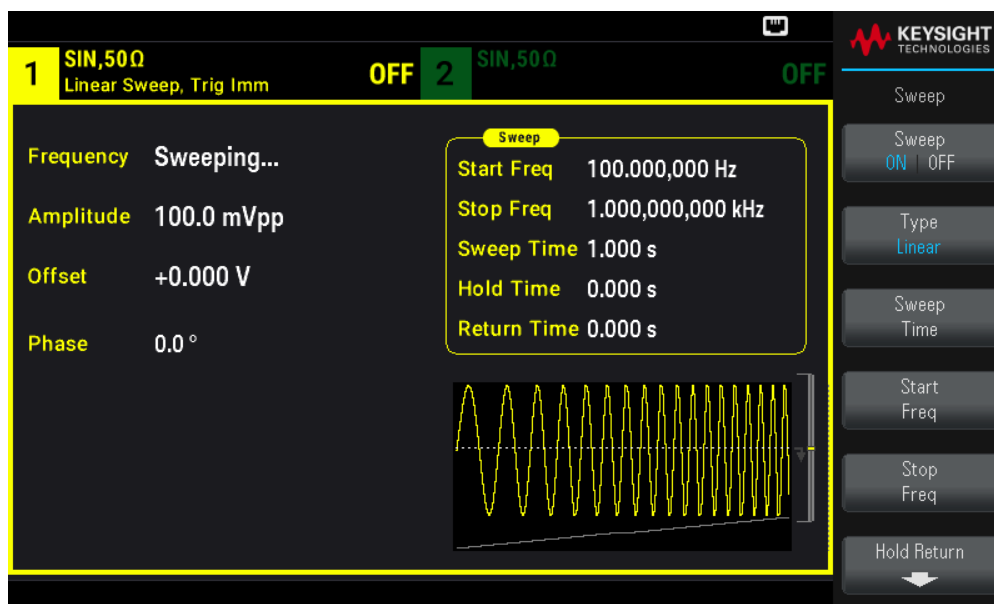 KEYSIGHT
TECHNOLOGIES
1
SIN,50Ω
Linear Sweep, Trig Imm
OFF
2
SIN,50Ω
OFF
Frequency Sweeping...
Amplitude 100.0 mVpp
Offset +0.000 V
Phase 0.0 °
Sweep
Start Freq 100.000,000 Hz
Stop Freq 1.000,000,000 kHz
Sweep Time 1.000 s
Hold Time 0.000 s
Return Time 0.000 s
Sweep
Sweep
ON | OFF
Type
Linear
Sweep
Time
Start
Freq
Stop
Freq
Hold Return